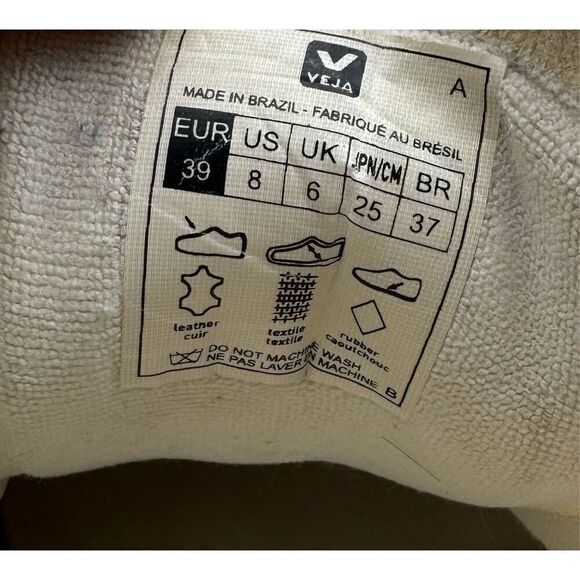 VEJA
A
MADE IN BRAZIL - FABRIQUÉ AU BRÉSIL
EUR US UK JPN/CM BR
39 8 6 25 37
leather textile rubber
cuir textile caoutchouc
DO NOT MACHINE WASH
NE PAS LAVER EN MACHINE B